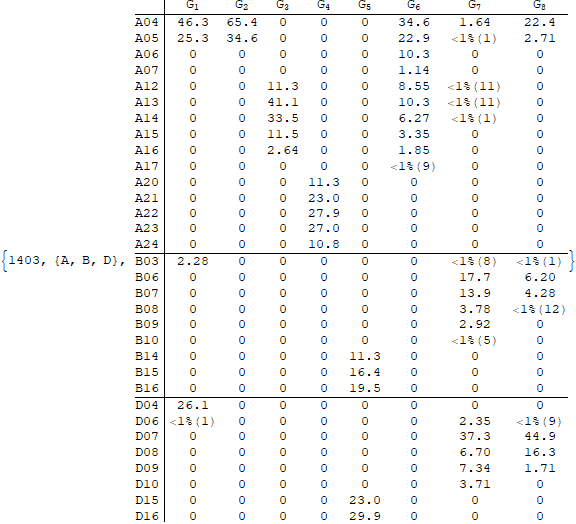 G₁ G₂ G₃ G₄ G₅ G₆ G₇ G₈
A04 46.3 65.4 0 0 0 34.6 1.64 22.4
A05 25.3 34.6 0 0 0 22.9 <1%(1) 2.71
A06 0 0 0 0 0 10.3 0 0
A07 0 0 0 0 0 1.14 0 0
A12 0 0 11.3 0 0 8.55 <1%(11) 0
A13 0 0 41.1 0 0 10.3 <1%(11) 0
A14 0 0 33.5 0 0 6.27 <1%(1) 0
A15 0 0 11.5 0 0 3.35 0 0
A16 0 0 2.64 0 0 1.85 0 0
A17 0 0 0 0 0 <1%(9) 0 0
A20 0 0 0 11.3 0 0 0 0
A21 0 0 0 23.0 0 0 0 0
A22 0 0 0 27.9 0 0 0 0
A23 0 0 0 27.0 0 0 0 0
A24 0 0 0 10.8 0 0 0 0
{1403, {A, B, D}, B03 2.28 0 0 0 0 0 <1%(8) <1%(1) }
B06 0 0 0 0 0 0 17.7 6.20
B07 0 0 0 0 0 0 13.9 4.28
B08 0 0 0 0 0 0 3.78 <1%(12)
B09 0 0 0 0 0 0 2.92 0
B10 0 0 0 0 0 0 <1%(5) 0
B14 0 0 0 0 11.3 0 0 0
B15 0 0 0 0 16.4 0 0 0
B16 0 0 0 0 19.5 0 0 0
D04 26.1 0 0 0 0 0 0 0
D06 <1%(1) 0 0 0 0 0 2.35 <1%(9)
D07 0 0 0 0 0 0 37.3 44.9
D08 0 0 0 0 0 0 6.70 16.3
D09 0 0 0 0 0 0 7.34 1.71
D10 0 0 0 0 0 0 3.71 0
D15 0 0 0 0 23.0 0 0 0
D16 0 0 0 0 29.9 0 0 0